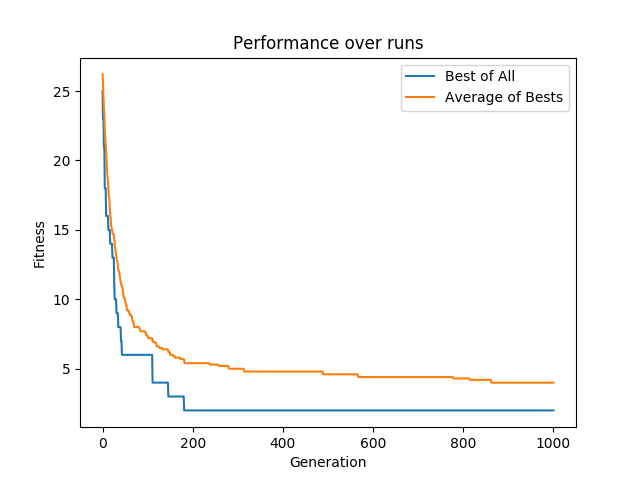 Performance over runs
Best of All
Average of Bests
25
20
15
10
5
Fitness
0 200 400 600 800 1000
Generation